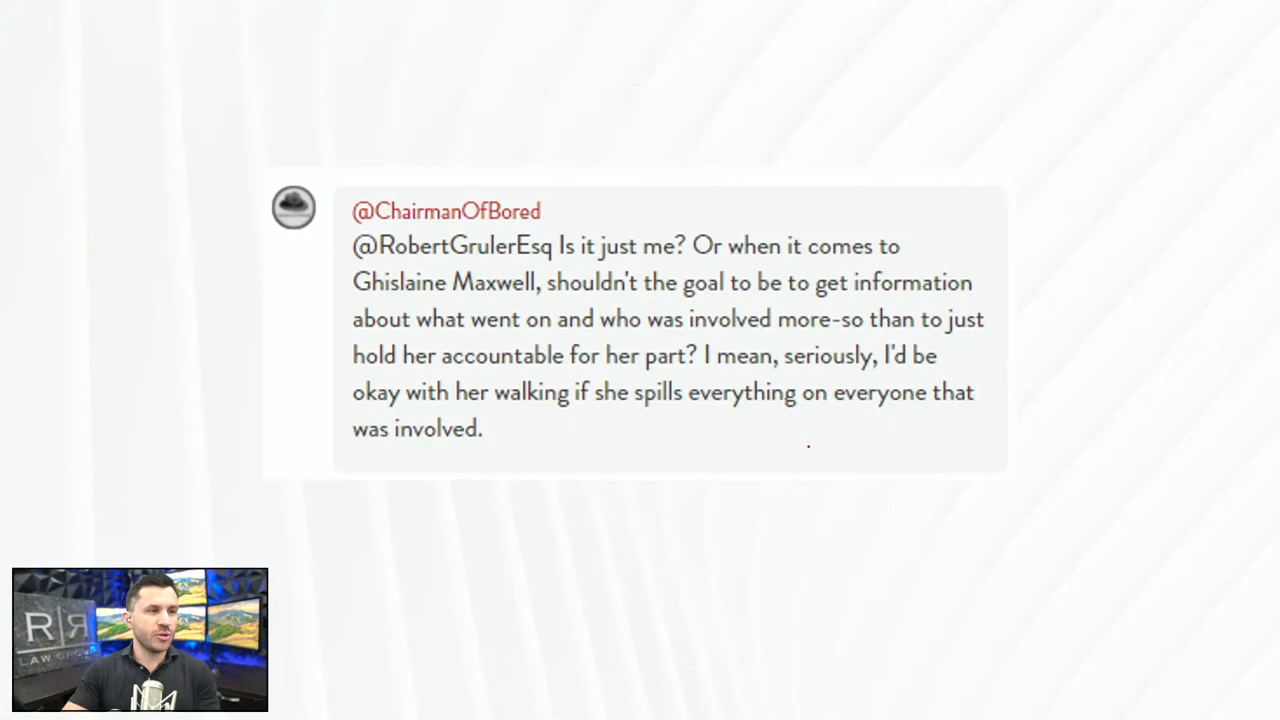 @ChairmanOfBored
@RobertGrulerEsq Is it just me? Or when it comes to
Ghislaine Maxwell, shouldn't the goal to be to get information
about what went on and who was involved more-so than to just
hold her accountable for her part? I mean, seriously, I'd be
okay with her walking if she spills everything on everyone that
was involved.
R|R
LAW GROUP